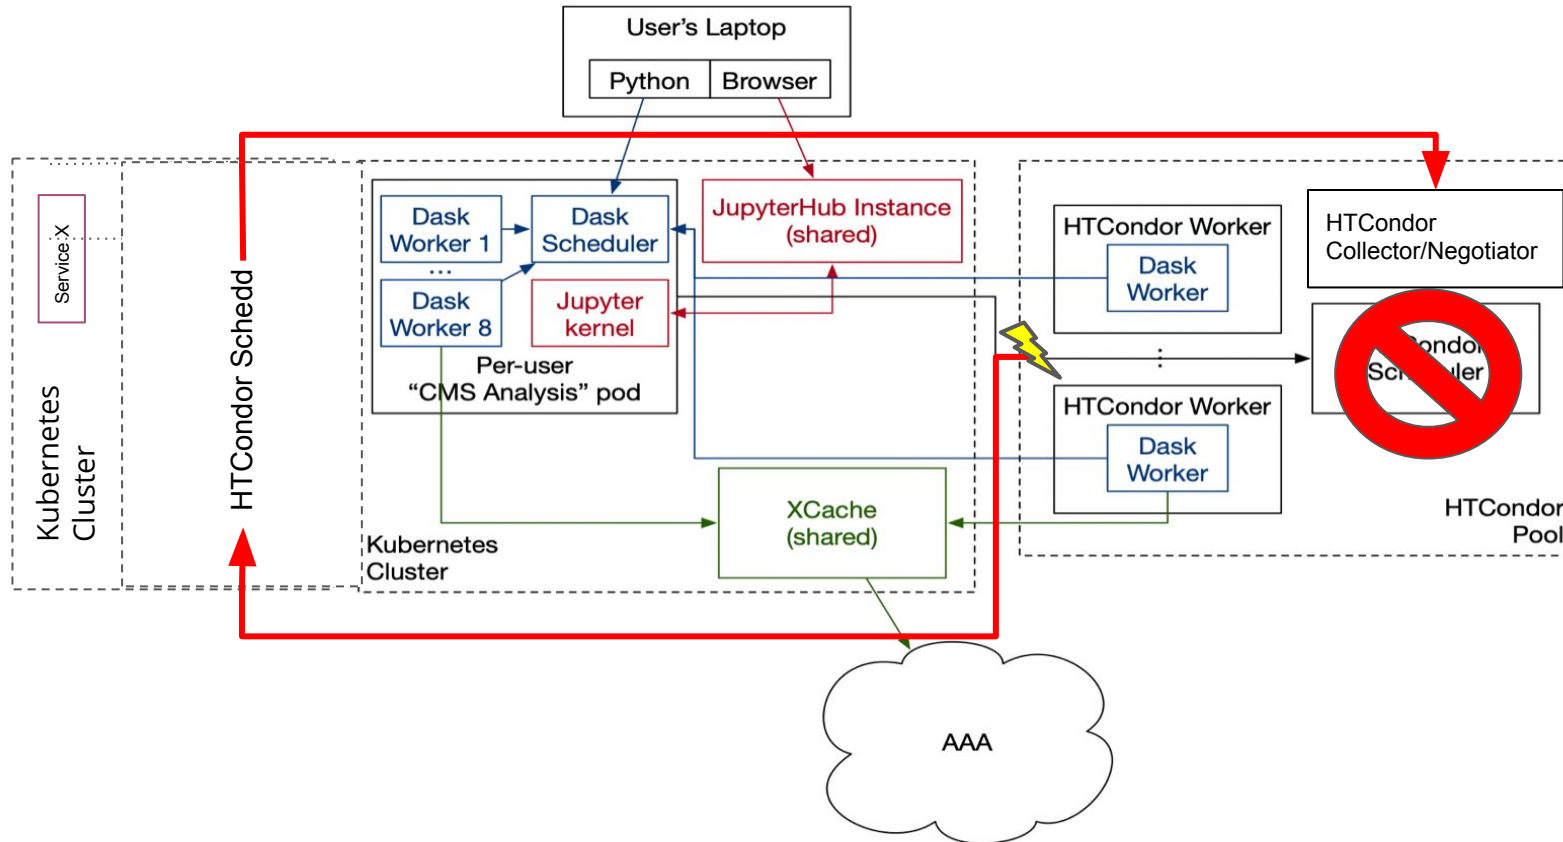 User's Laptop
Python
Browser
Service:X
Kubernetes
Cluster
HTCondor Schedd
Dask
Worker 1
...
Dask
Worker 8
Dask
Scheduler
Jupyter
kernel
Per-user
“CMS Analysis” pod
JupyterHub Instance
(shared)
XCache
(shared)
Kubernetes
Cluster
HTCondor Worker
Dask
Worker
...
HTCondor Worker
Dask
Worker
HTCondor
Collector/Negotiator
HTCondor
Pool
AAA